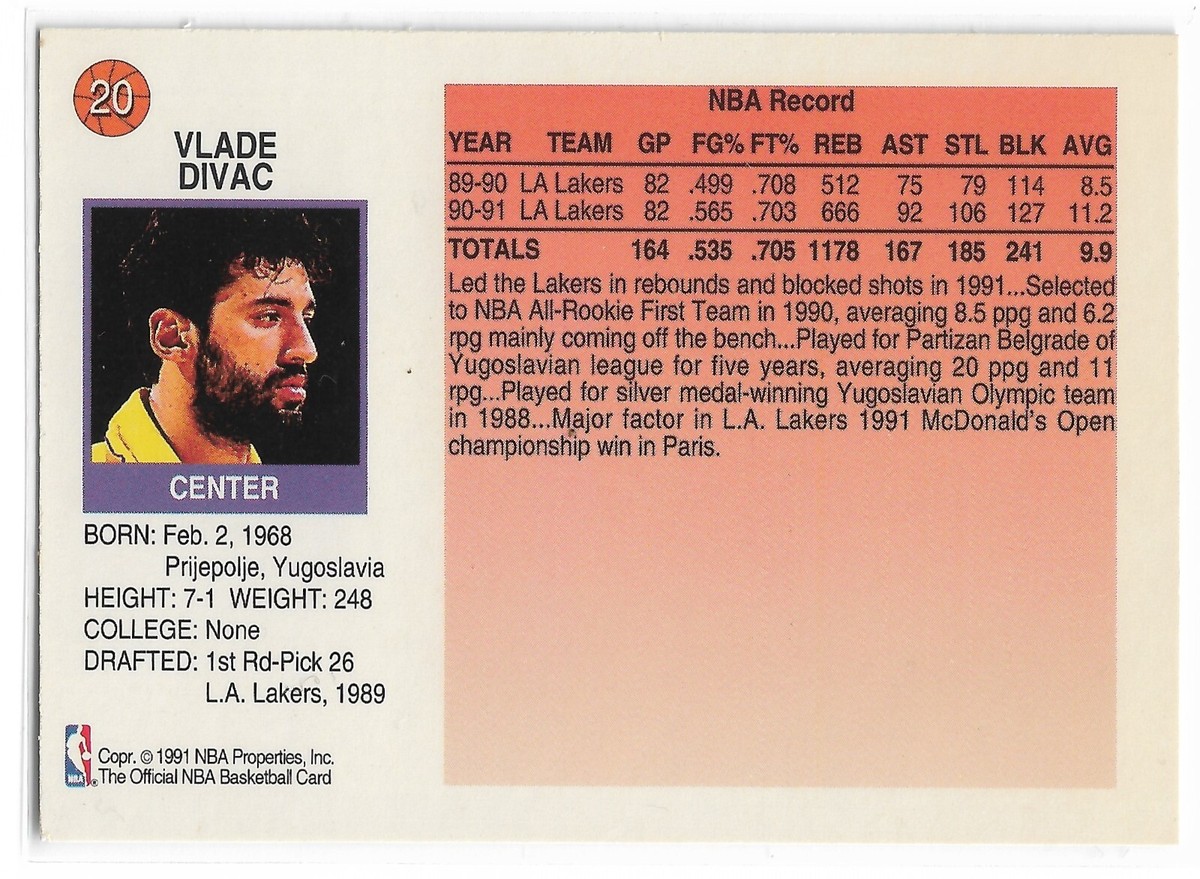 20
VLADE
DIVAC
CENTER
BORN: Feb. 2, 1968
Prijepolje, Yugoslavia
HEIGHT: 7-1 WEIGHT: 248
COLLEGE: None
DRAFTED: 1st Rd-Pick 26
L.A. Lakers, 1989
NBA
Copr. © 1991 NBA Properties, Inc.
®The Official NBA Basketball Card
NBA Record
YEAR TEAM GP FG% FT% REB AST STL BLK AVG
89-90 LA Lakers 82 .499 .708 512 75 79 114 8.5
90-91 LA Lakers 82 .565 .703 666 92 106 127 11.2
TOTALS 164 .535 .705 1178 167 185 241 9.9
Led the Lakers in rebounds and blocked shots in 1991...Selected
to NBA All-Rookie First Team in 1990, averaging 8.5 ppg and 6.2
rpg mainly coming off the bench...Played for Partizan Belgrade of
Yugoslavian league for five years, averaging 20 ppg and 11
rpg...Played for silver medal-winning Yugoslavian Olympic team
in 1988...Major factor in L.A. Lakers 1991 McDonald's Open
championship win in Paris.